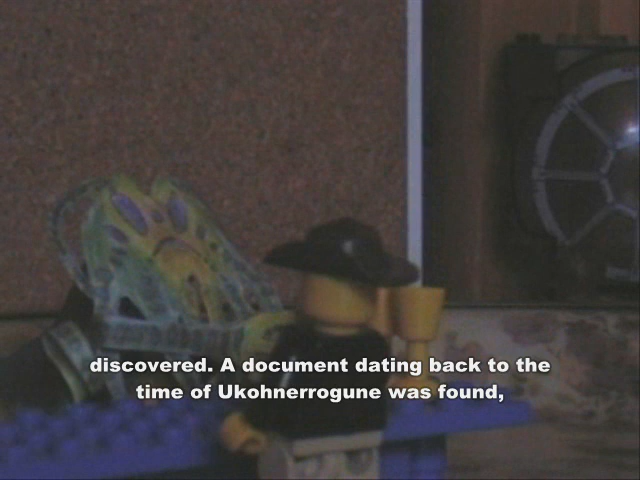 discovered. A document dating back to the
time of Ukohnerrogune was found,